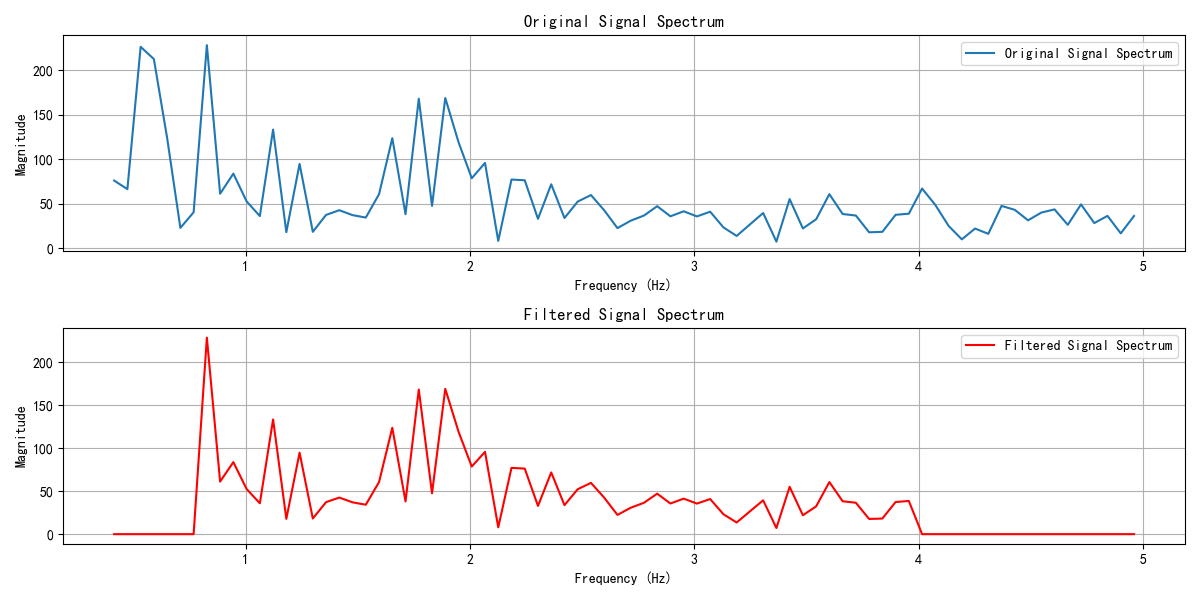 Original Signal Spectrum
Original Signal Spectrum
200
150
100
50
0
Magnitude
1 2 3 4 5
Frequency (Hz)
Filtered Signal Spectrum
Filtered Signal Spectrum
200
150
100
50
0
Magnitude
1 2 3 4 5
Frequency (Hz)